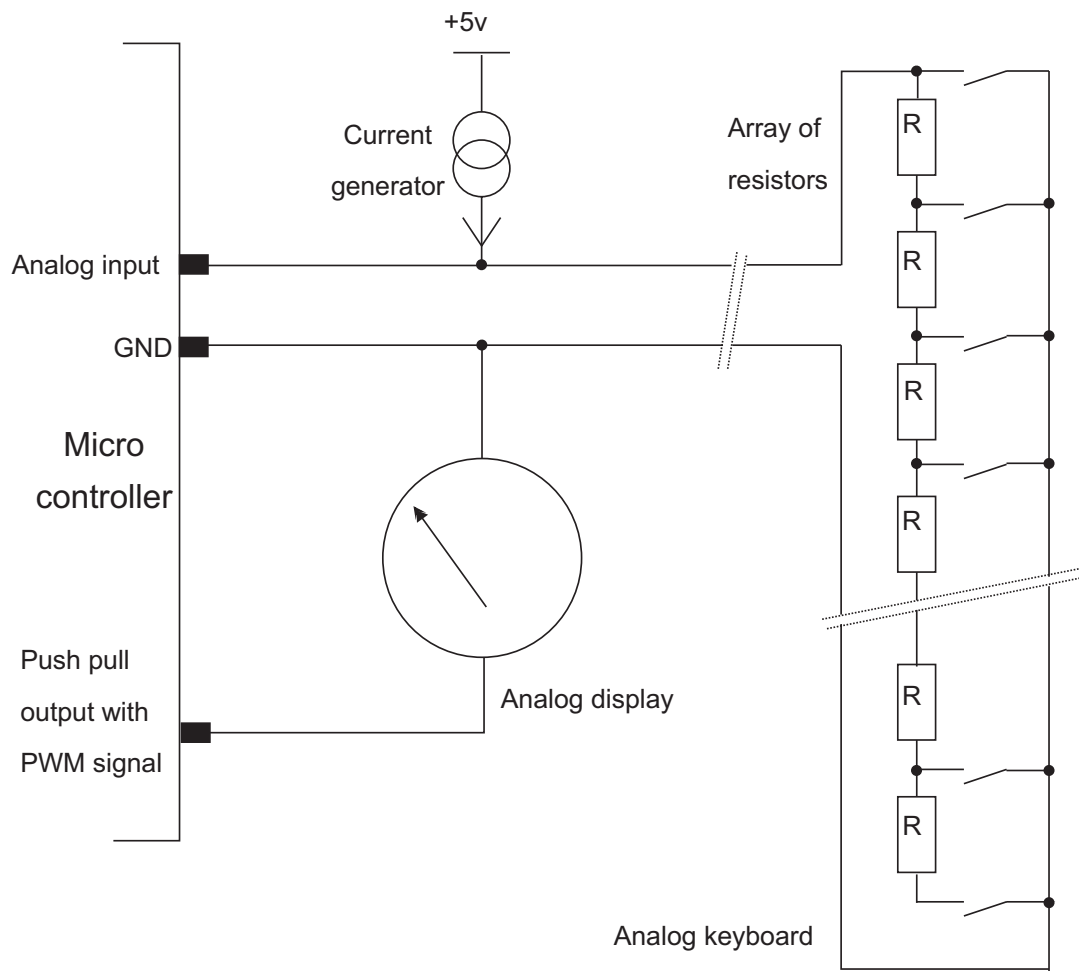 +5v
Current
generator
Array of
resistors
R
R
R
R
R
R
Analog input
GND
Micro
controller
Push pull
output with
PWM signal
Analog display
Analog keyboard